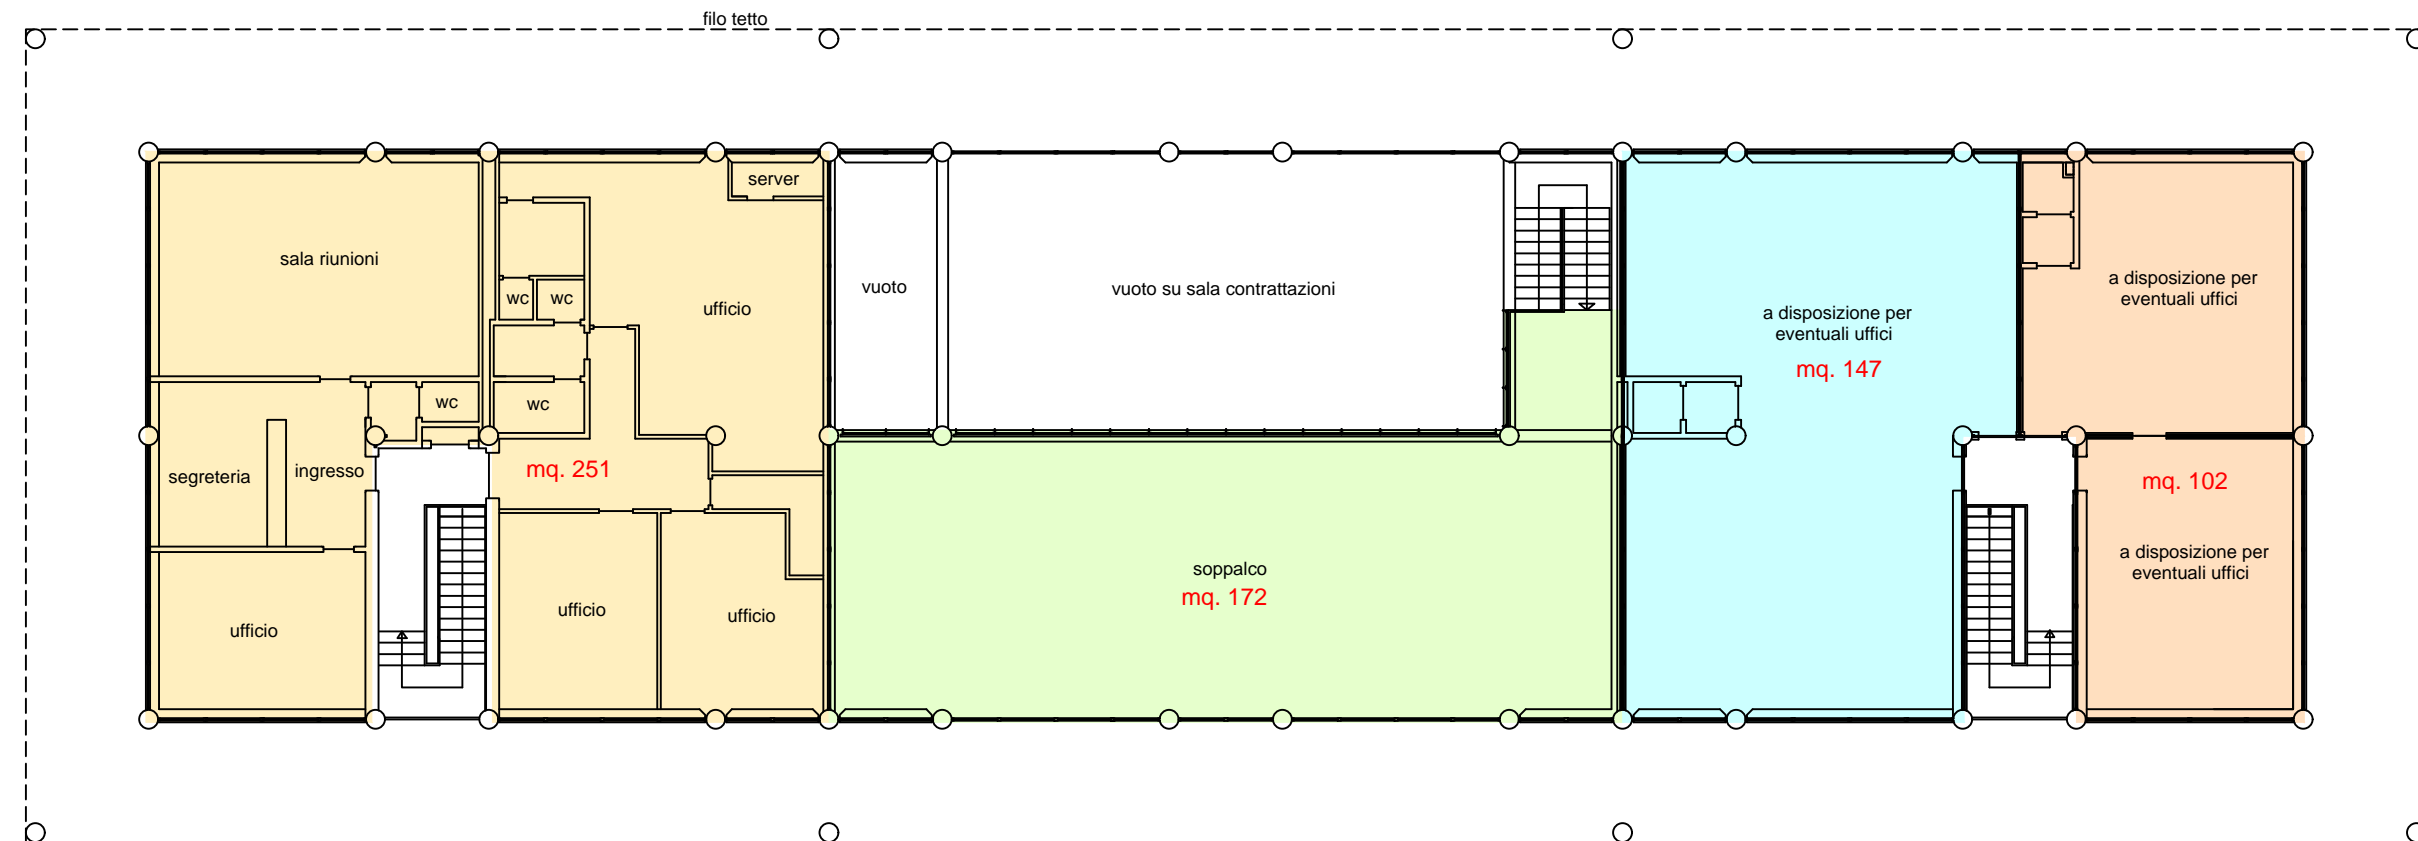 filo tetto
server
sala riunioni
wc
wc
ufficio
vuoto
vuoto su sala contrattazioni
a disposizione per
eventuali uffici
mq. 147
a disposizione per
eventuali uffici
wc
wc
segreteria
ingresso
mq. 251
mq. 102
soppalco
mq. 172
a disposizione per
eventuali uffici
ufficio
ufficio
ufficio